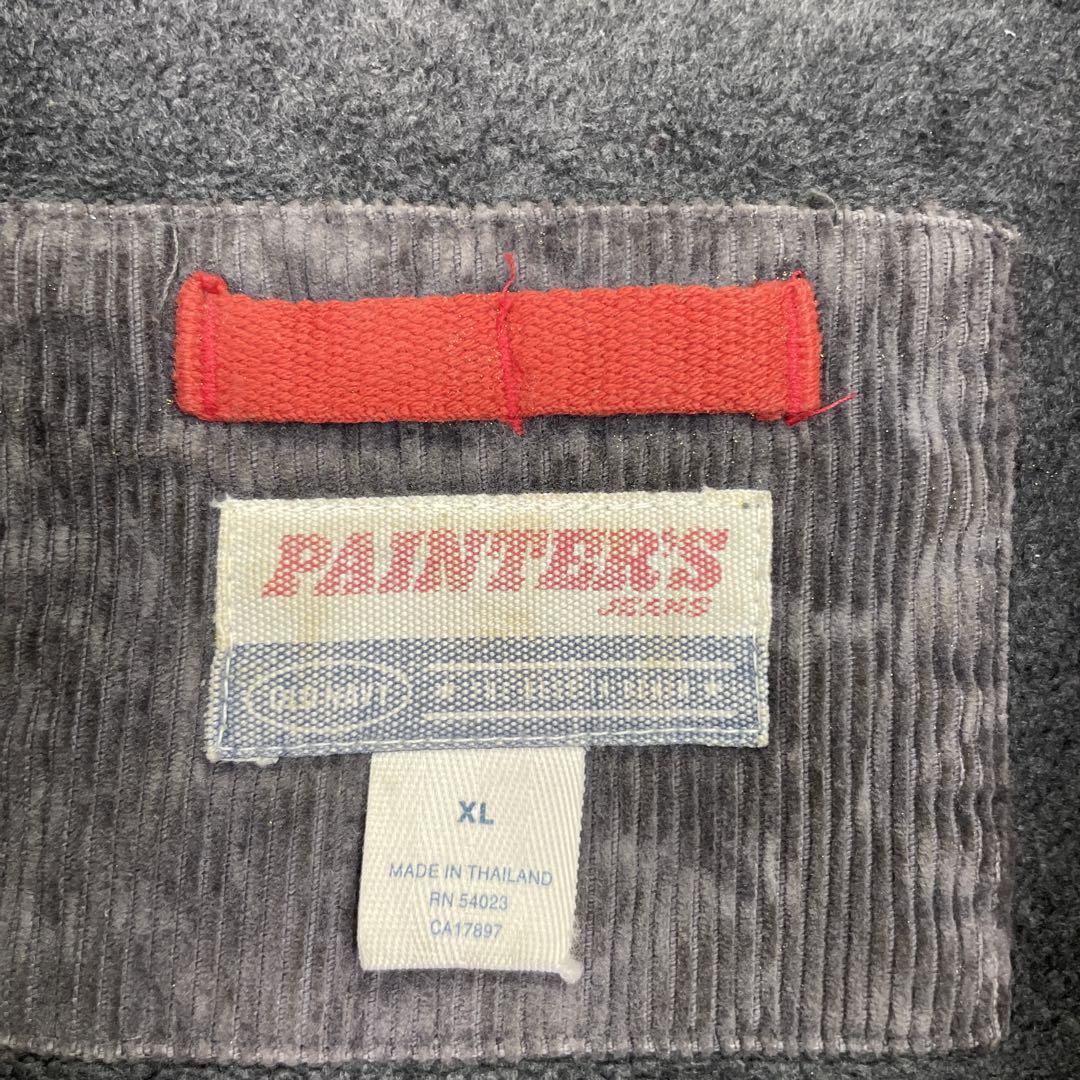 PAINTER'S
JEANS
OLD NAVY
XL
MADE IN THAILAND
RN 54023
CA17897